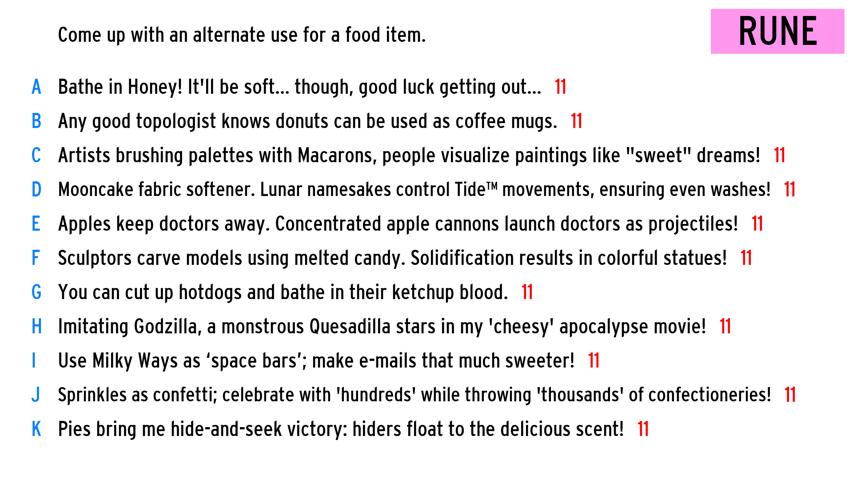 Come up with an alternate use for a food item.
RUNE
A Bathe in Honey! It'll be soft... though, good luck getting out... 11
B Any good topologist knows donuts can be used as coffee mugs. 11
C Artists brushing palettes with Macarons, people visualize paintings like "sweet" dreams! 11
D Mooncake fabric softener. Lunar namesakes control Tide™ movements, ensuring even washes! 11
E Apples keep doctors away. Concentrated apple cannons launch doctors as projectiles! 11
F Sculptors carve models using melted candy. Solidification results in colorful statues! 11
G You can cut up hotdogs and bathe in their ketchup blood. 11
H Imitating Godzilla, a monstrous Quesadilla stars in my 'cheesy' apocalypse movie! 11
I Use Milky Ways as ‘space bars’; make e-mails that much sweeter! 11
J Sprinkles as confetti; celebrate with 'hundreds' while throwing 'thousands' of confectioneries! 11
K Pies bring me hide-and-seek victory: hiders float to the delicious scent! 11